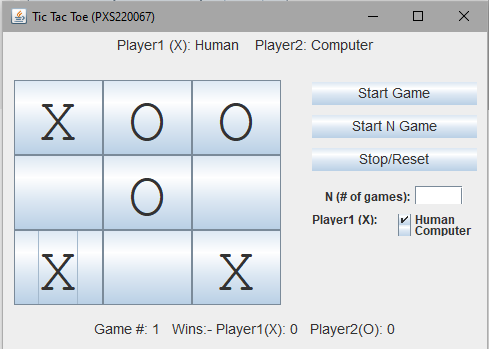 Tic Tac Toe (PXS220067)
Player1 (X): Human Player2: Computer
X O O
O
X X
Start Game
Start N Game
Stop/Reset
N (# of games):
Player1 (X): Human
Computer
Game #: 1 Wins:- Player1(X): 0 Player2(O): 0